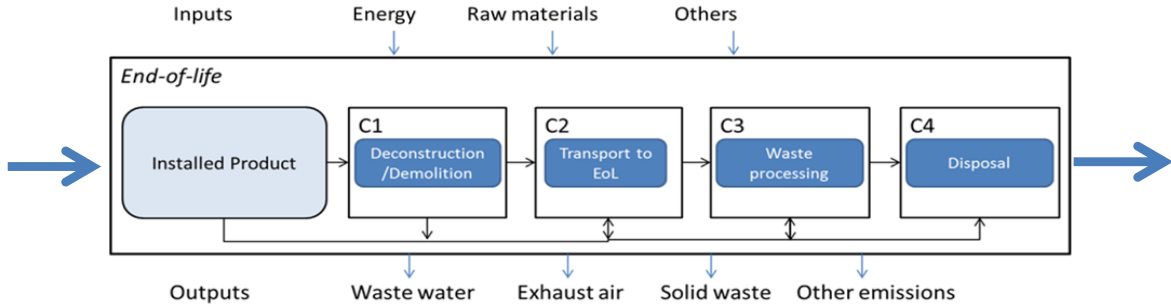 Inputs Energy Raw materials Others
End-of-life
C1 C2 C3 C4
Installed Product
Deconstruction
/Demolition
Transport to
EoL
Waste
processing
Disposal
Outputs Waste water Exhaust air Solid waste Other emissions